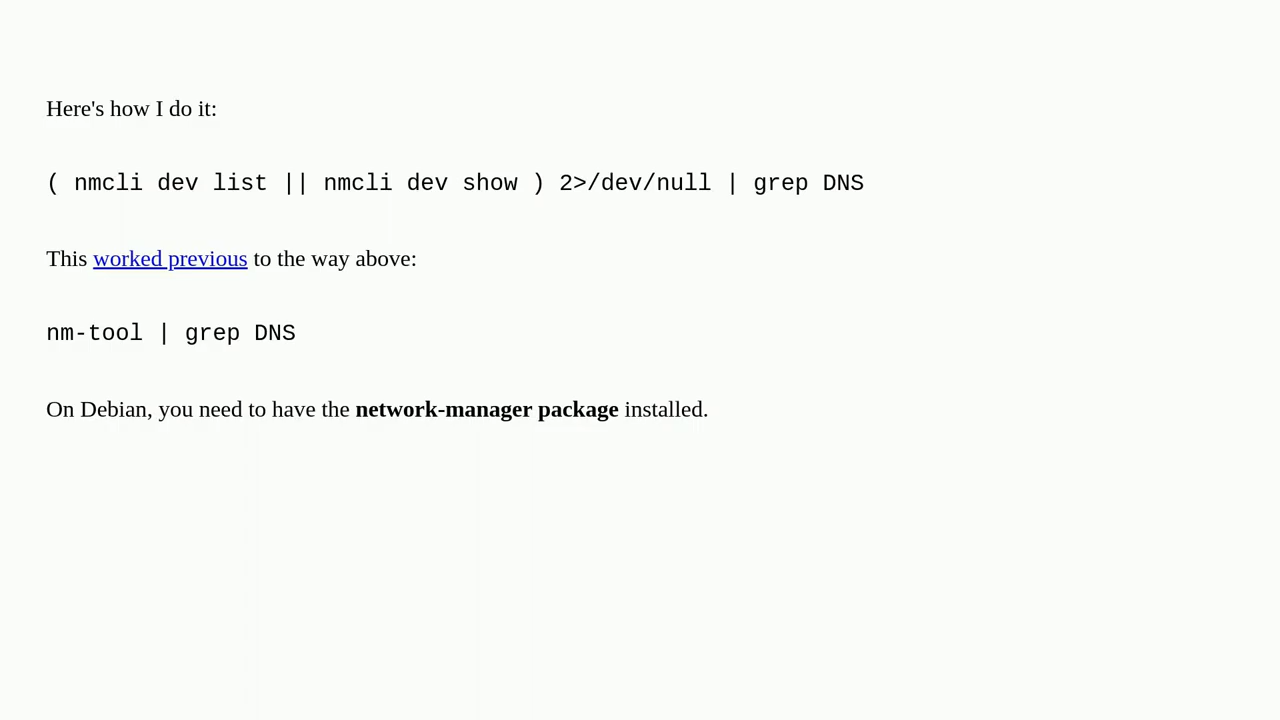 Here's how I do it:
( nmcli dev list || nmcli dev show ) 2>/dev/null | grep DNS
This worked previous to the way above:
nm-tool | grep DNS
On Debian, you need to have the network-manager package installed.